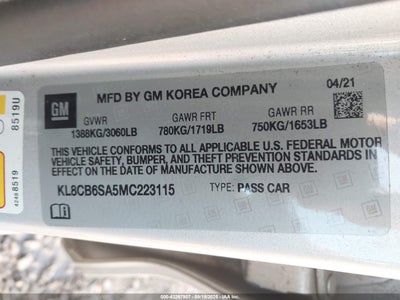 GM
MFD BY GM KOREA COMPANY
04/21
GVWR
GAWR FRT
GAWR RR
1388KG/3060LB
780KG/1719LB
750KG/1653LB
THIS VEHICLE CONFORMS TO ALL APPLICABLE U.S. FEDERAL MOTOR
VEHICLE SAFETY, BUMPER, AND THEFT PREVENTION STANDARDS IN
EFFECT ON THE DATE OF MANUFACTURE SHOWN ABOVE.
KL8CB6SA5MC223115
TYPE: PASS CAR
8519U
8519